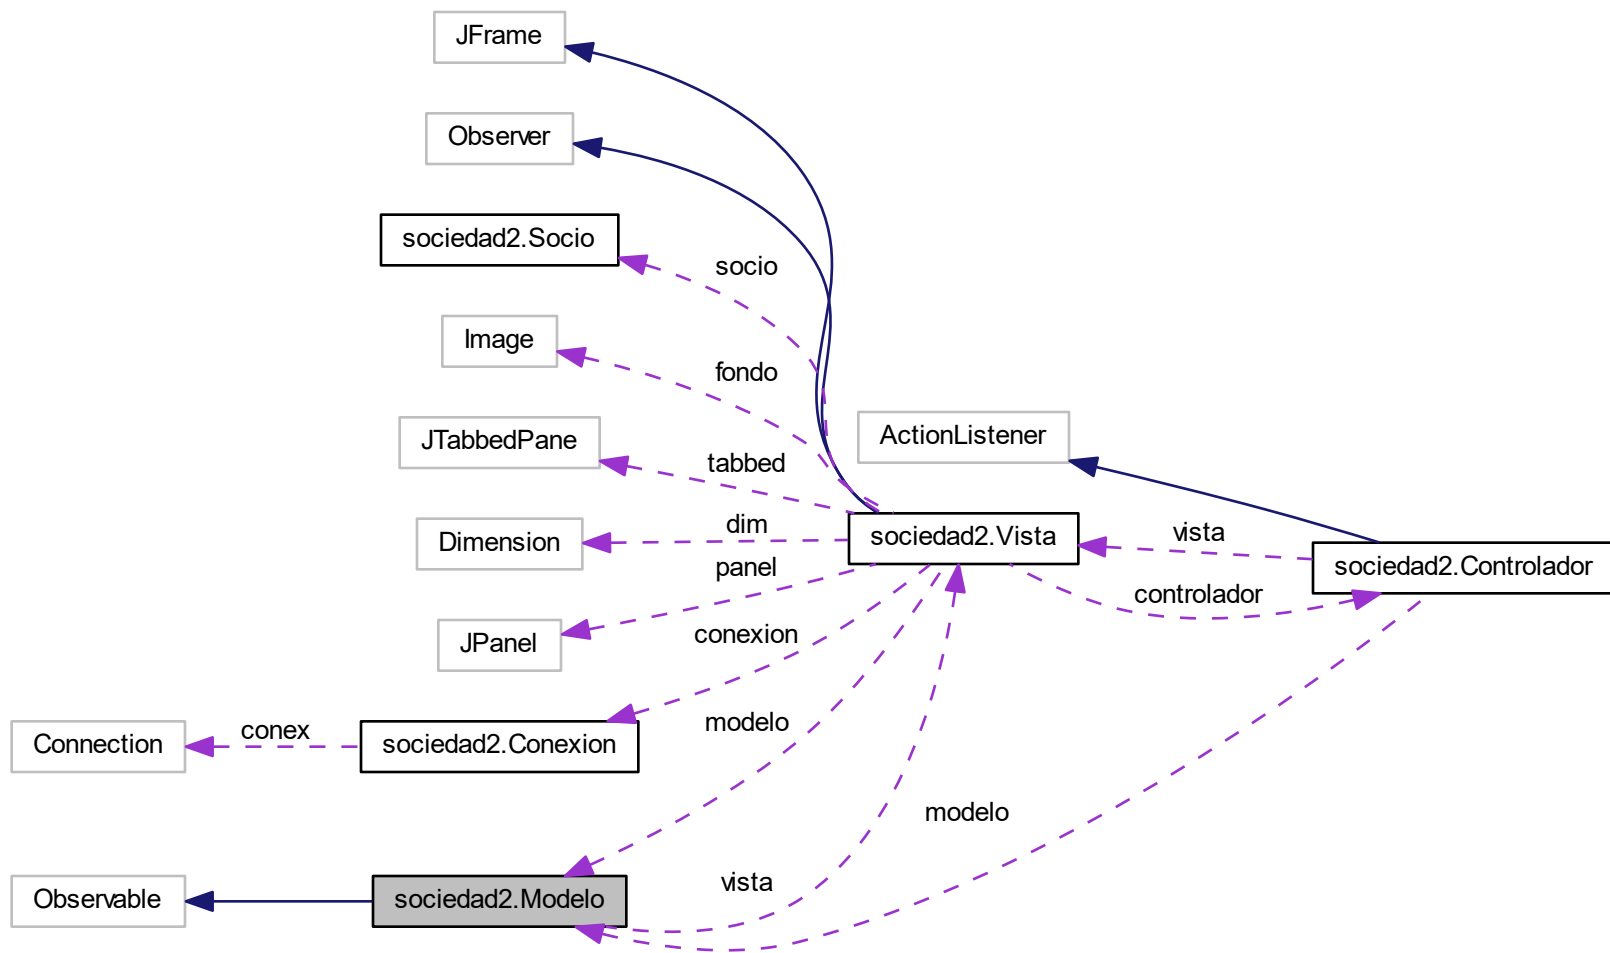 JFrame
Observer
sociedad2.Socio
socio
Image
fondo
ActionListener
JTabbedPane
tabbed
dim
Dimension
sociedad2.Vista
vista
sociedad2.Controlador
panel
controlador
JPanel
conexion
modelo
Connection
conex
sociedad2.Conexion
modelo
vista
Observable
sociedad2.Modelo